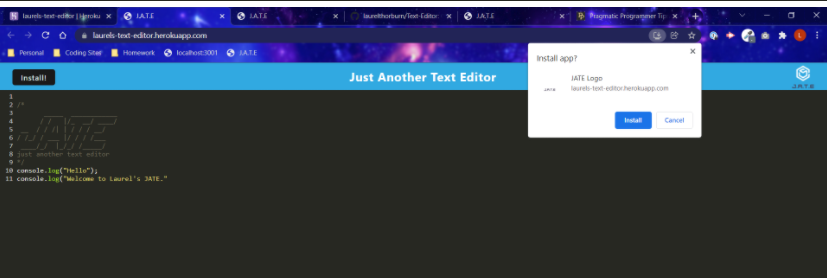 laurels-text-editor | Heroku
J.A.T.E
J.A.T.E
laurelthorburn/Text-Editor:
J.A.T.E
Pragmatic Programmer Tip
laurels-text-editor.herokuapp.com
Personal
Coding Sites
Homework
localhost:3001
J.A.T.E
Install!
Just Another Text Editor
J.A.T.E
Install app?
JATE
JATE Logo
laurels-text-editor.herokuapp.com
Install
Cancel
1
2 /*
3
4
5
6
7
8 just another text editor
9 */
10 console.log("Hello");
11 console.log("Welcome to Laurel's JATE."